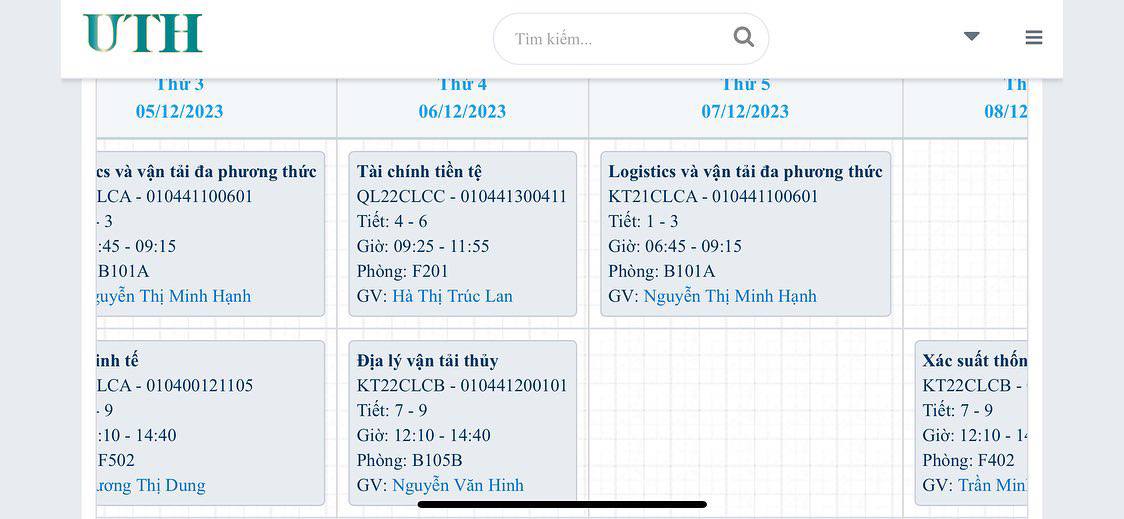 UTH
Tìm kiếm...
Thứ 3
05/12/2023
Thứ 4
06/12/2023
Thứ 5
07/12/2023
Th
08/12
cs và vận tải đa phương thức
LCA - 010441100601
- 3
:45 - 09:15
B101A
guyễn Thị Minh Hạnh
Tài chính tiền tệ
QL22CLCC - 010441300411
Tiết: 4 - 6
Giờ: 09:25 - 11:55
Phòng: F201
GV: Hà Thị Trúc Lan
Logistics và vận tải đa phương thức
KT21CLCA - 010441100601
Tiết: 1 - 3
Giờ: 06:45 - 09:15
Phòng: B101A
GV: Nguyễn Thị Minh Hạnh
inh tế
LCA - 010400121105
- 9
:10 - 14:40
F502
ương Thị Dung
Địa lý vận tải thủy
KT22CLCB - 010441200101
Tiết: 7 - 9
Giờ: 12:10 - 14:40
Phòng: B105B
GV: Nguyễn Văn Hinh
Xác suất thốn
KT22CLCB -
Tiết: 7 - 9
Giờ: 12:10 - 14
Phòng: F402
GV: Trần Min